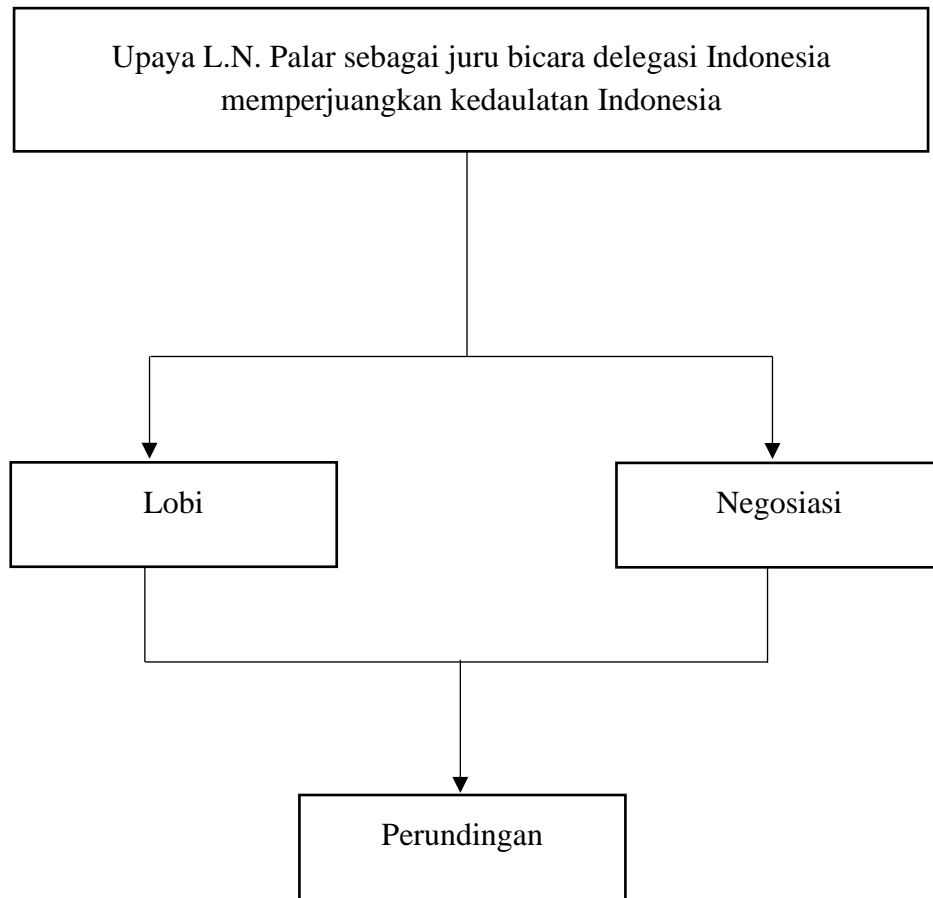 Upaya L.N. Palar sebagai juru bicara delegasi Indonesia
memperjuangkan kedaulatan Indonesia
Lobi
Negosiasi
Perundingan